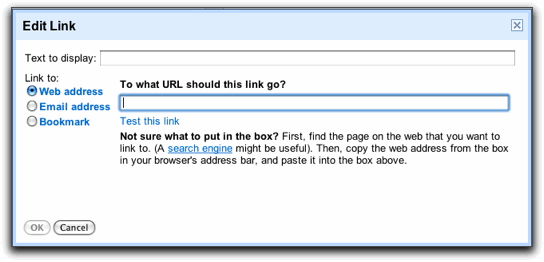 Edit Link
Text to display:
Link to:
Web address
Email address
Bookmark
To what URL should this link go?
Test this link
Not sure what to put in the box? First, find the page on the web that you want to
link to. (A search engine might be useful). Then, copy the web address from the box
in your browser's address bar, and paste it into the box above.
OK Cancel